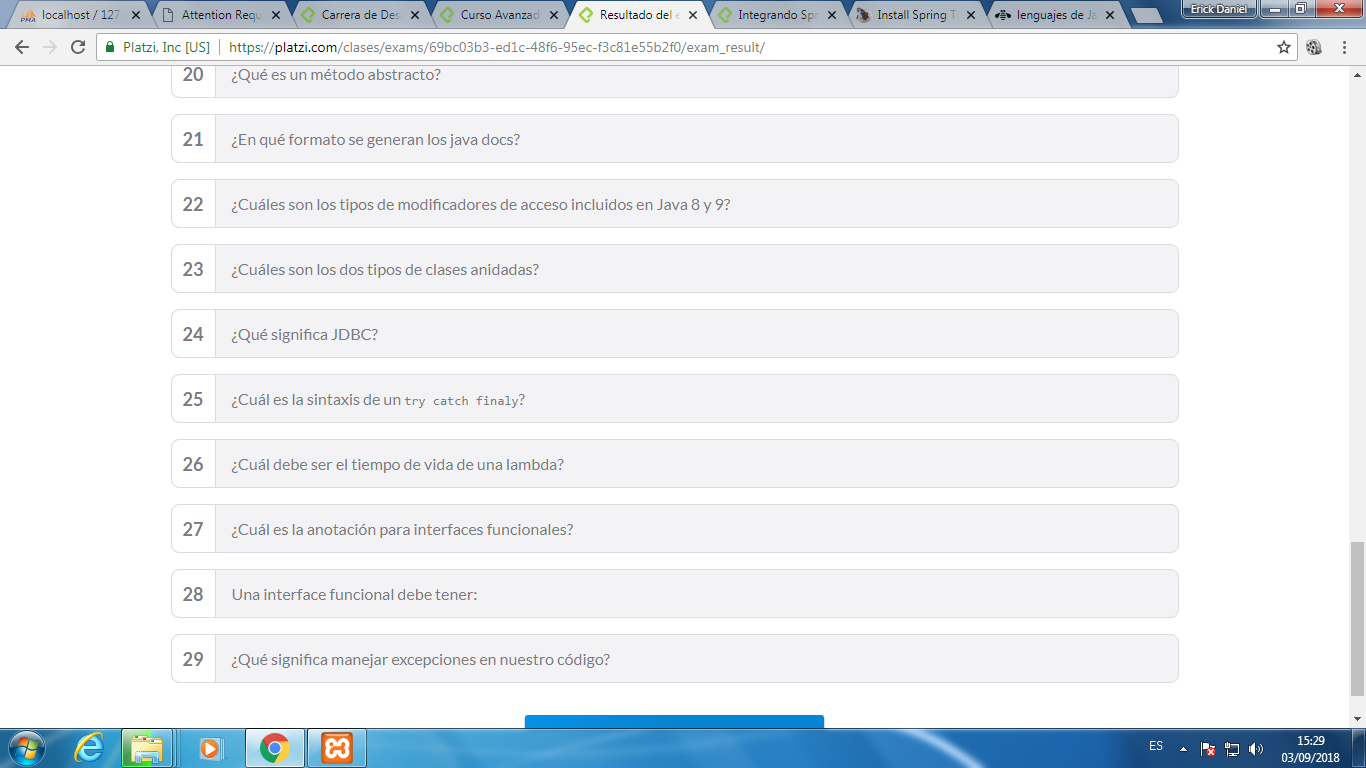 localhost / 127
Attention Requ
Carrera de Des
Curso Avanzad
Resultado del e
Integrando Spr
Install Spring T
lenguajes de Ja
Erick Daniel
Platzi, Inc [US]
https://platzi.com/clases/exams/69bc03b3-ed1c-48f6-95ec-f3c81e55b2f0/exam_result/
20 ¿Qué es un método abstracto?
21 ¿En qué formato se generan los java docs?
22 ¿Cuáles son los tipos de modificadores de acceso incluidos en Java 8 y 9?
23 ¿Cuáles son los dos tipos de clases anidadas?
24 ¿Qué significa JDBC?
25 ¿Cuál es la sintaxis de un try catch finaly?
26 ¿Cuál debe ser el tiempo de vida de una lambda?
27 ¿Cuál es la anotación para interfaces funcionales?
28 Una interface funcional debe tener:
29 ¿Qué significa manejar excepciones en nuestro código?
ES
15:29
03/09/2018